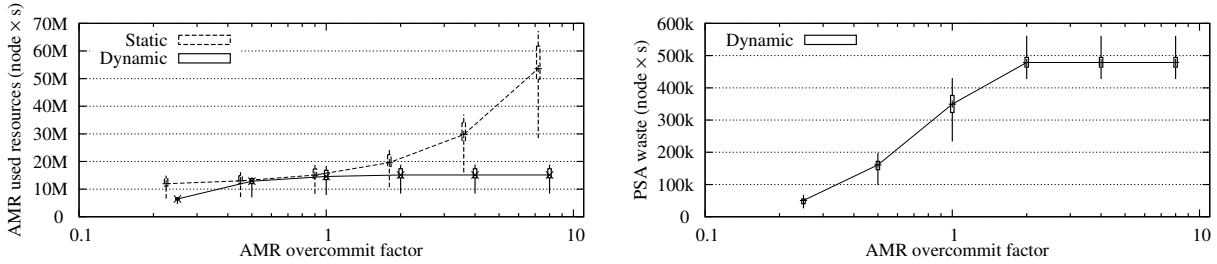 AMR used resources (node × s)
70M
60M
50M
40M
30M
20M
10M
0
Static
Dynamic
0.1
1
10
AMR overcommit factor
PSA waste (node × s)
600k
500k
400k
300k
200k
100k
0
Dynamic
0.1
1
10
AMR overcommit factor